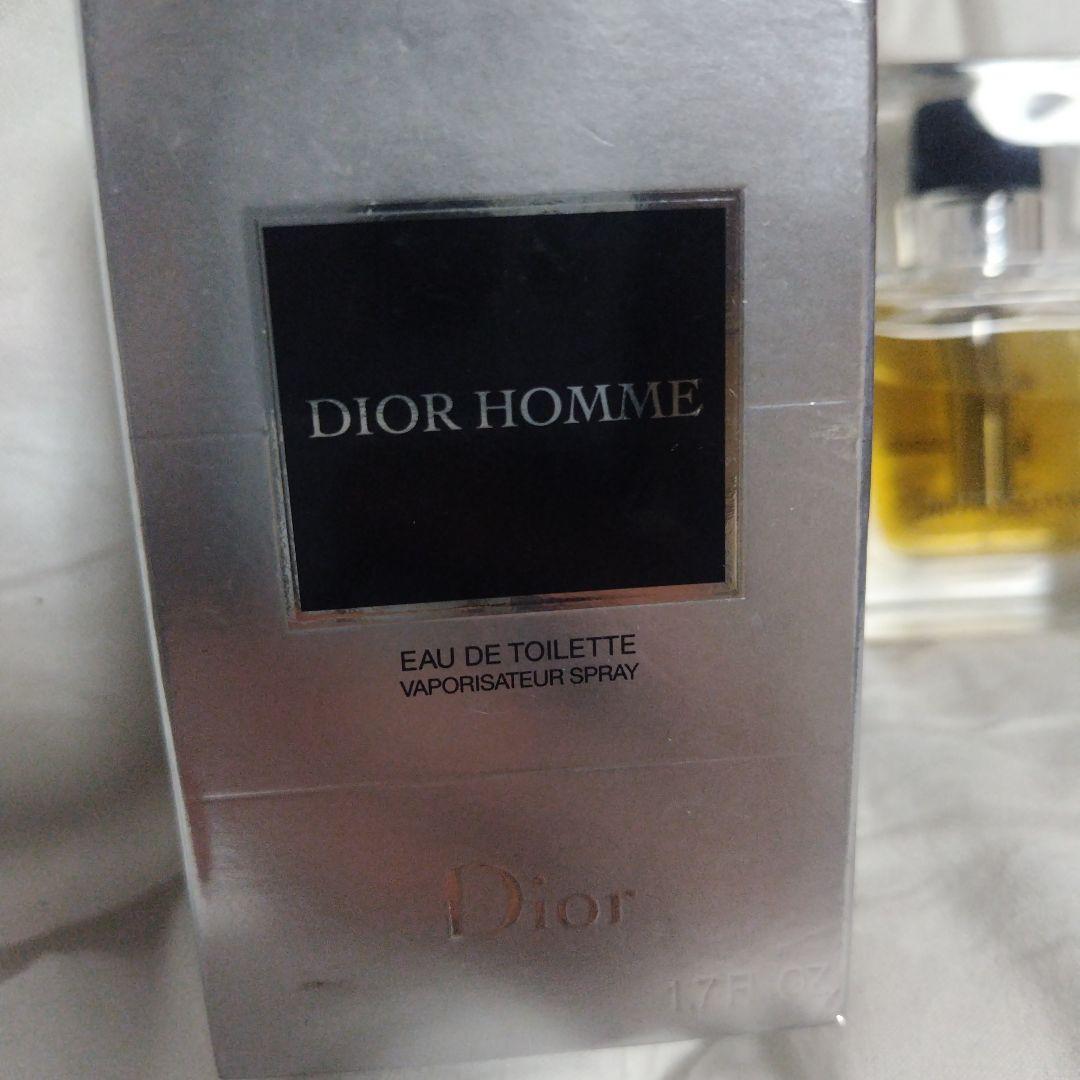 DIOR HOMME
EAU DE TOILETTE
VAPORISATEUR SPRAY
Dior
1.7 FL OZ